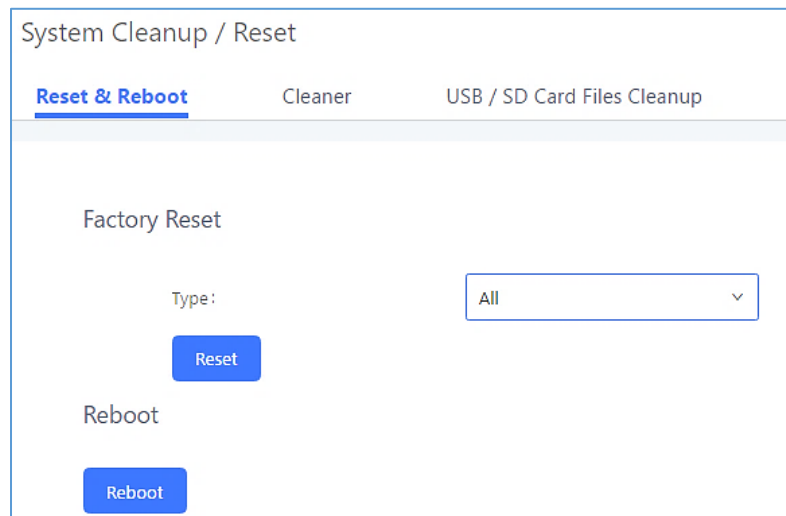 System Cleanup / Reset
Reset & Reboot Cleaner USB / SD Card Files Cleanup
Factory Reset
Type: All
Reset
Reboot
Reboot